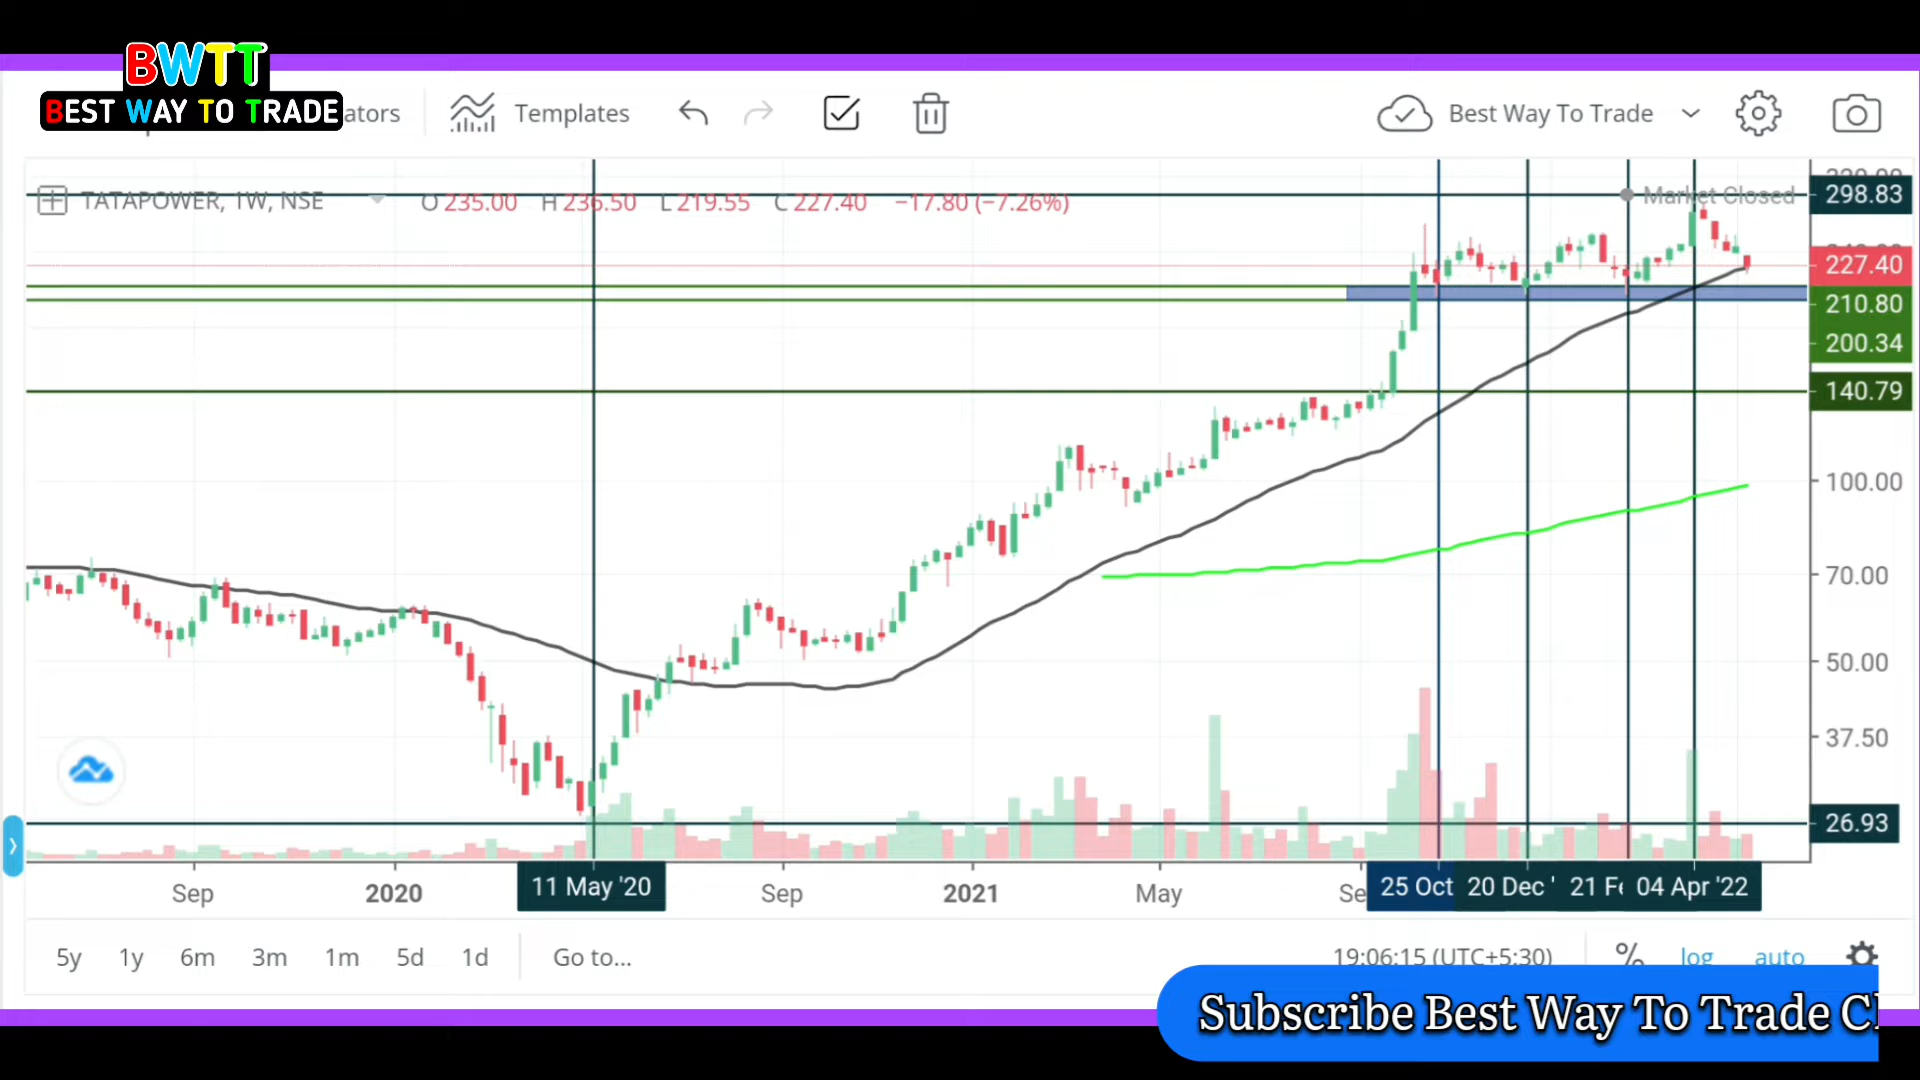 BWTT
BEST WAY TO TRADE
ators
Templates
Best Way To Trade
TATAPOWER, 1W, NSE
O 235.00 H 236.50 L 219.55 C 227.40 −17.80 (−7.26%)
Market Closed
298.83
227.40
210.80
200.34
140.79
100.00
70.00
50.00
37.50
26.93
Sep
2020
11 May '20
Sep
2021
May
Se
25 Oct
20 Dec '
21 Fe
04 Apr '22
5y 1y 6m 3m 1m 5d 1d Go to...
19:06:15 (UTC+5:30) % log auto
Subscribe Best Way To Trade